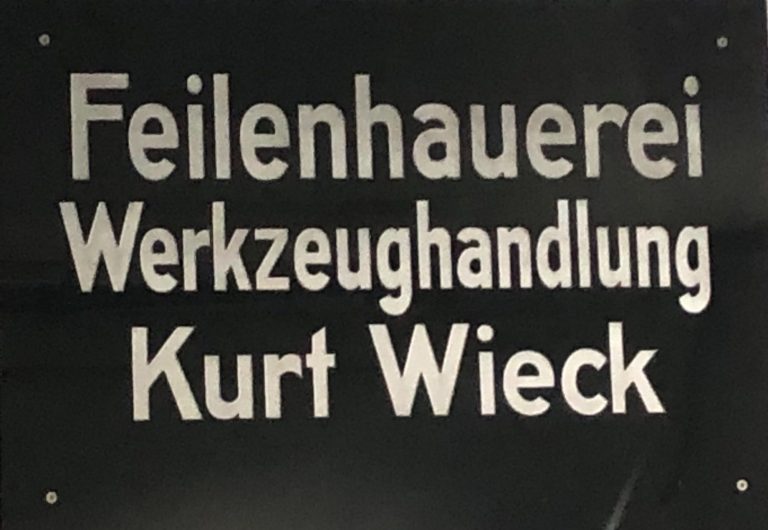 Feilenhauerei
Werkzeughandlung
Kurt Wieck